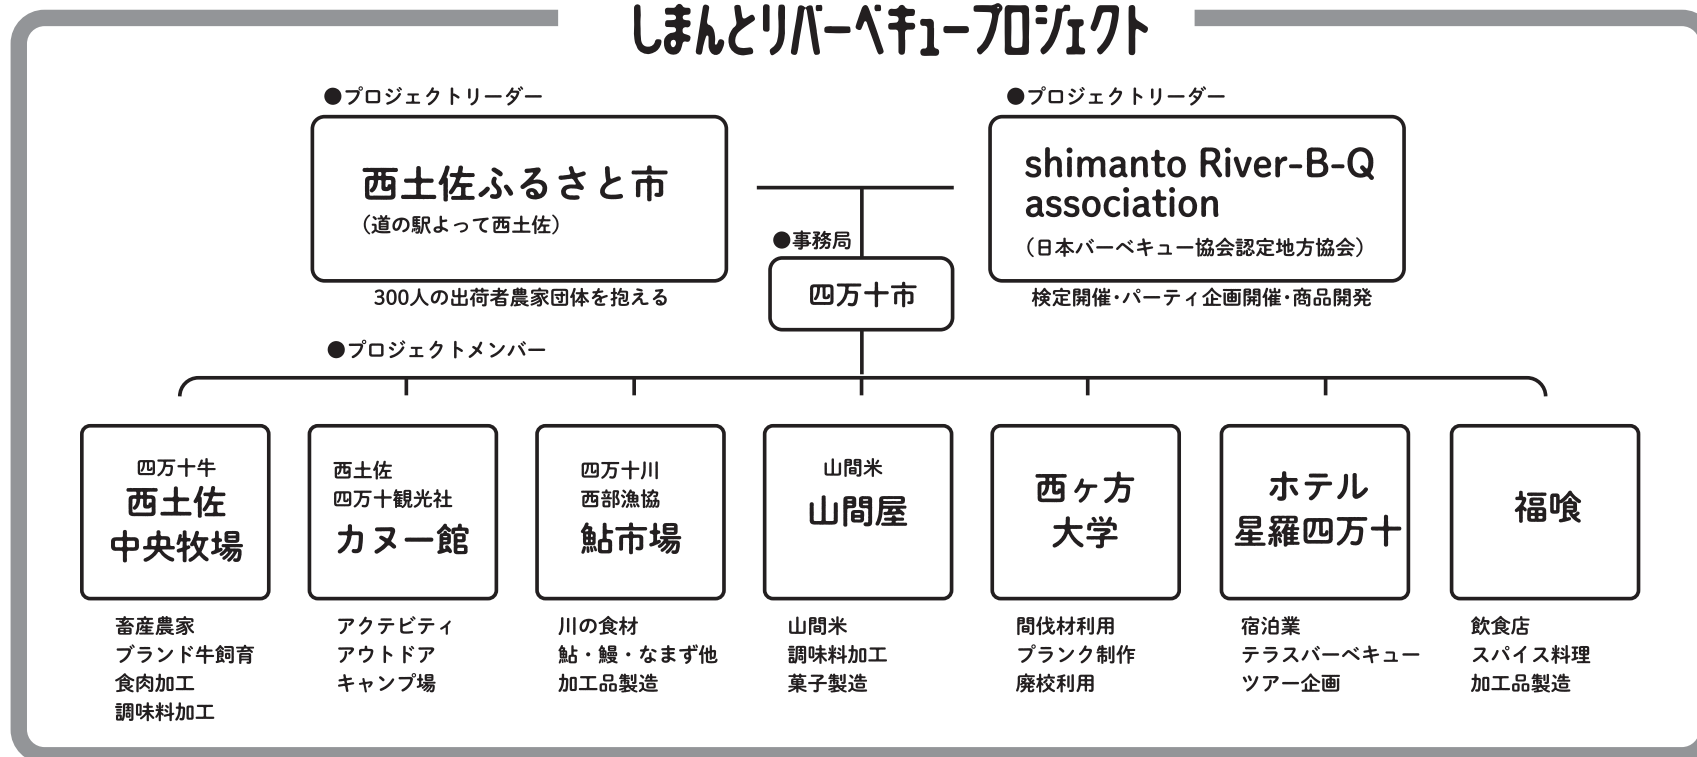 しまんとリバーベキュープロジェクト
●プロジェクトリーダー
西土佐ふるさと市
（道の駅よって西土佐）
300人の出荷者農家団体を抱える
●プロジェクトリーダー
shimanto River-B-Q
association
（日本バーベキュー協会認定地方協会）
検定開催・パーティ企画開催・商品開発
●事務局
四万十市
●プロジェクトメンバー
四万十牛
西土佐
中央牧場
畜産農家
ブランド牛飼育
食肉加工
調味料加工
西土佐
四万十観光社
カヌー館
アクテビティ
アウトドア
キャンプ場
四万十川
西部漁協
鮎市場
川の食材
鮎・鰻・なまず他
加工品製造
山間米
山間屋
山間米
調味料加工
菓子製造
西ヶ方
大学
間伐材利用
プランク制作
廃校利用
ホテル
星羅四万十
宿泊業
テラスバーベキュー
ツアー企画
福喰
飲食店
スパイス料理
加工品製造